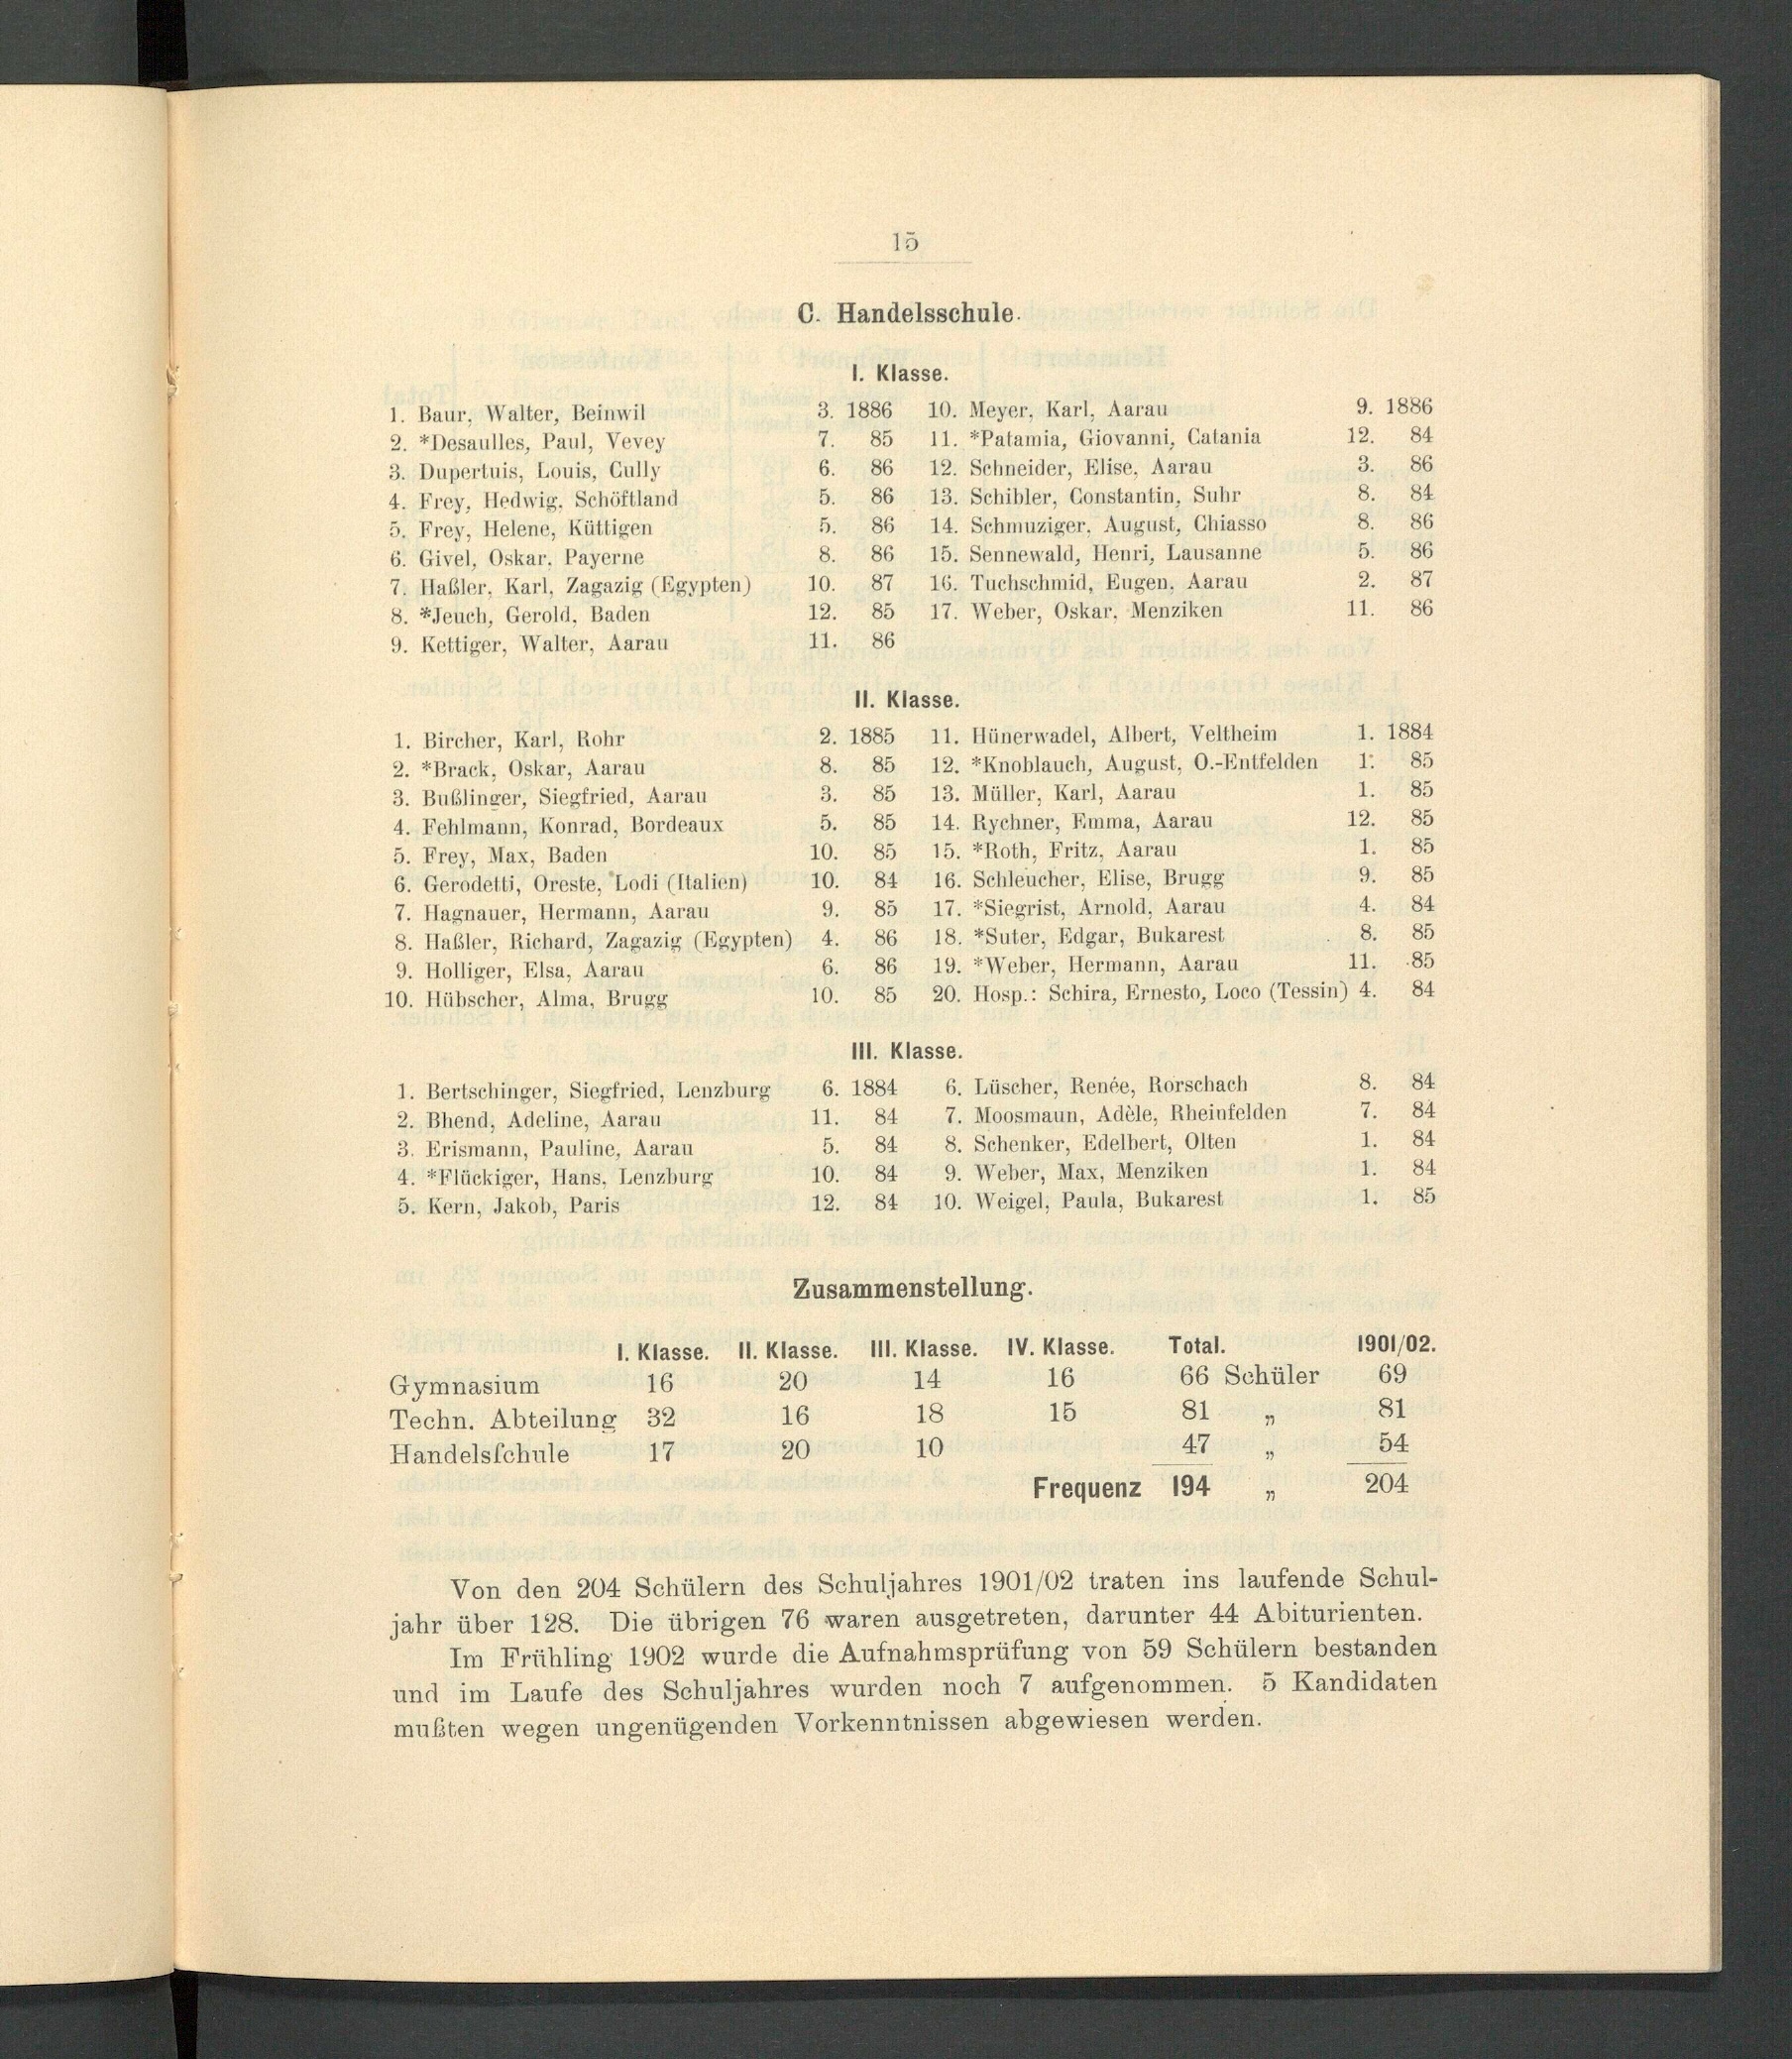 15
C. Handelsschule.
I. Klasse.
1. Baur, Walter, Beinwil 3. 1886
2. *Desaulles, Paul, Vevey 7. 85
3. Dupertuis, Louis, Cully 6. 86
4. Frey, Hedwig, Schöftland 5. 86
5. Frey, Helene, Küttigen 5. 86
6. Givel, Oskar, Payerne 8. 86
7. Haßler, Karl, Zagazig (Egypten) 10. 87
8. *Jeuch, Gerold, Baden 12. 85
9. Kettiger, Walter, Aarau 11. 86
10. Meyer, Karl, Aarau 9. 1886
11. *Patamia, Giovanni, Catania 12. 84
12. Schneider, Elise, Aarau 3. 86
13. Schibler, Constantin, Suhr 8. 84
14. Schmuziger, August, Chiasso 8. 86
15. Sennewald, Henri, Lausanne 5. 86
16. Tuchschmid, Eugen, Aarau 2. 87
17. Weber, Oskar, Menziken 11. 86
II. Klasse.
1. Bircher, Karl, Rohr 2. 1885
2. *Brack, Oskar, Aarau 8. 85
3. Bußlinger, Siegfried, Aarau 3. 85
4. Fehlmann, Konrad, Bordeaux 5. 85
5. Frey, Max, Baden 10. 85
6. Gerodetti, Oreste, Lodi (Italien) 10. 84
7. Hagnauer, Hermann, Aarau 9. 85
8. Haßler, Richard, Zagazig (Egypten) 4. 86
9. Holliger, Elsa, Aarau 6. 86
10. Hübscher, Alma, Brugg 10. 85
11. Hünerwadel, Albert, Veltheim 1. 1884
12. *Knoblauch, August, O.-Entfelden 1. 85
13. Müller, Karl, Aarau 1. 85
14. Rychner, Emma, Aarau 12. 85
15. *Roth, Fritz, Aarau 1. 85
16. Schleucher, Elise, Brugg 9. 85
17. *Siegrist, Arnold, Aarau 4. 84
18. *Suter, Edgar, Bukarest 8. 85
19. *Weber, Hermann, Aarau 11. 85
20. Hosp.: Schira, Ernesto, Loco (Tessin) 4. 84
III. Klasse.
1. Bertschinger, Siegfried, Lenzburg 6. 1884
2. Bhend, Adeline, Aarau 11. 84
3. Erismann, Pauline, Aarau 5. 84
4. *Flückiger, Hans, Lenzburg 10. 84
5. Kern, Jakob, Paris 12. 84
6. Lüscher, Renée, Rorschach 8. 84
7. Moosmaun, Adèle, Rheinfelden 7. 84
8. Schenker, Edelbert, Olten 1. 84
9. Weber, Max, Menziken 1. 84
10. Weigel, Paula, Bukarest 1. 85
Zusammenstellung.
I. Klasse. II. Klasse. III. Klasse. IV. Klasse. Total. 1901/02.
Gymnasium 16 20 14 16 66 Schüler 69
Techn. Abteilung 32 16 18 15 81 „ 81
Handelsſchule 17 20 10 47 „ 54
Frequenz 194 „ 204
Von den 204 Schülern des Schuljahres 1901/02 traten ins laufende Schul-
jahr über 128. Die übrigen 76 waren ausgetreten, darunter 44 Abiturienten.
Im Frühling 1902 wurde die Aufnahmsprüfung von 59 Schülern bestanden
und im Laufe des Schuljahres wurden noch 7 aufgenommen. 5 Kandidaten
mußten wegen ungenügenden Vorkenntnissen abgewiesen werden.